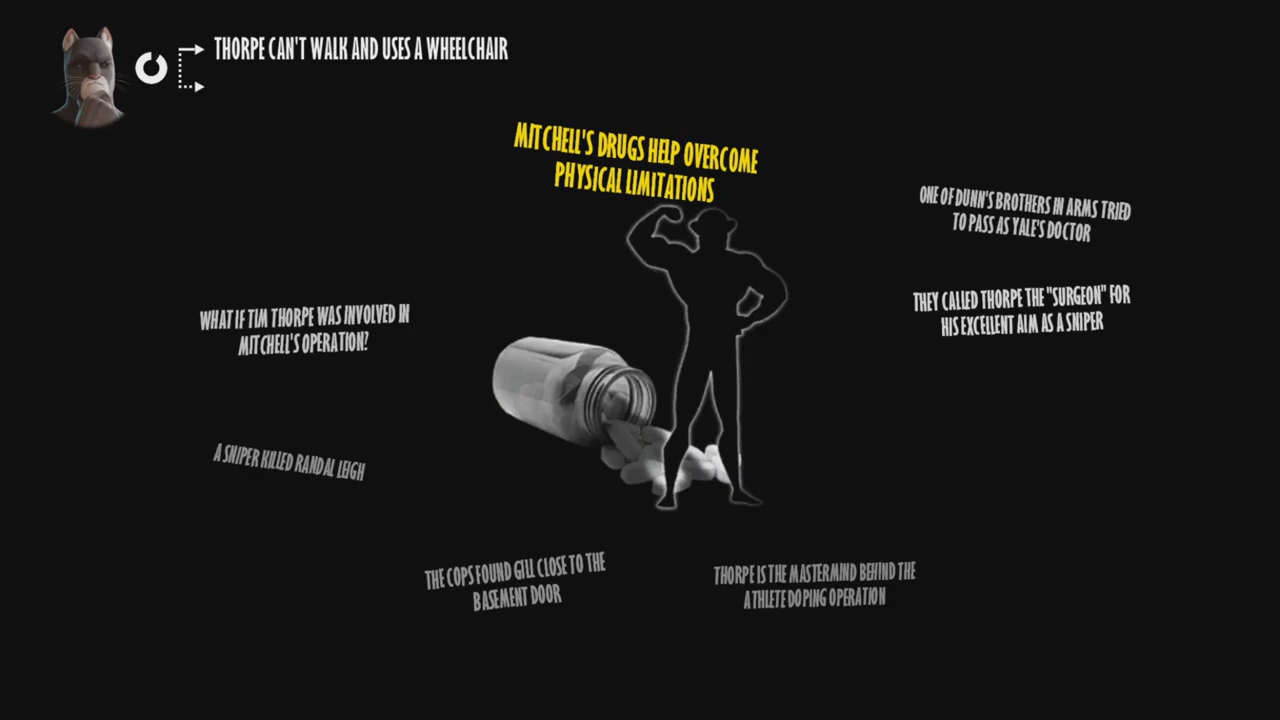 THORPE CAN'T WALK AND USES A WHEELCHAIR
MITCHELL'S DRUGS HELP OVERCOME
PHYSICAL LIMITATIONS
ONE OF DUNN'S BROTHERS IN ARMS TRIED
TO PASS AS YALE'S DOCTOR
THEY CALLED THORPE THE "SURGEON" FOR
HIS EXCELLENT AIM AS A SNIPER
WHAT IF TIM THORPE WAS INVOLVED IN
MITCHELL'S OPERATION?
A SNIPER KILLED RANDAL LEIGH
THE COPS FOUND GILL CLOSE TO THE
BASEMENT DOOR
THORPE IS THE MASTERMIND BEHIND THE
ATHLETE DOPING OPERATION